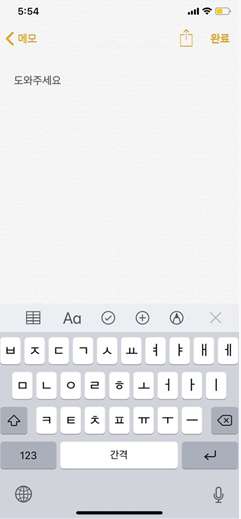 5:54
메모
완료
도와주세요
Aa
ㅂ ㅈ ㄷ ㄱ ㅅ ㅛ ㅕ ㅑ ㅐ ㅔ
ㅁ ㄴ ㅇ ㄹ ㅎ ㅗ ㅓ ㅏ ㅣ
ㅋ ㅌ ㅊ ㅍ ㅠ ㅜ ㅡ
123 간격